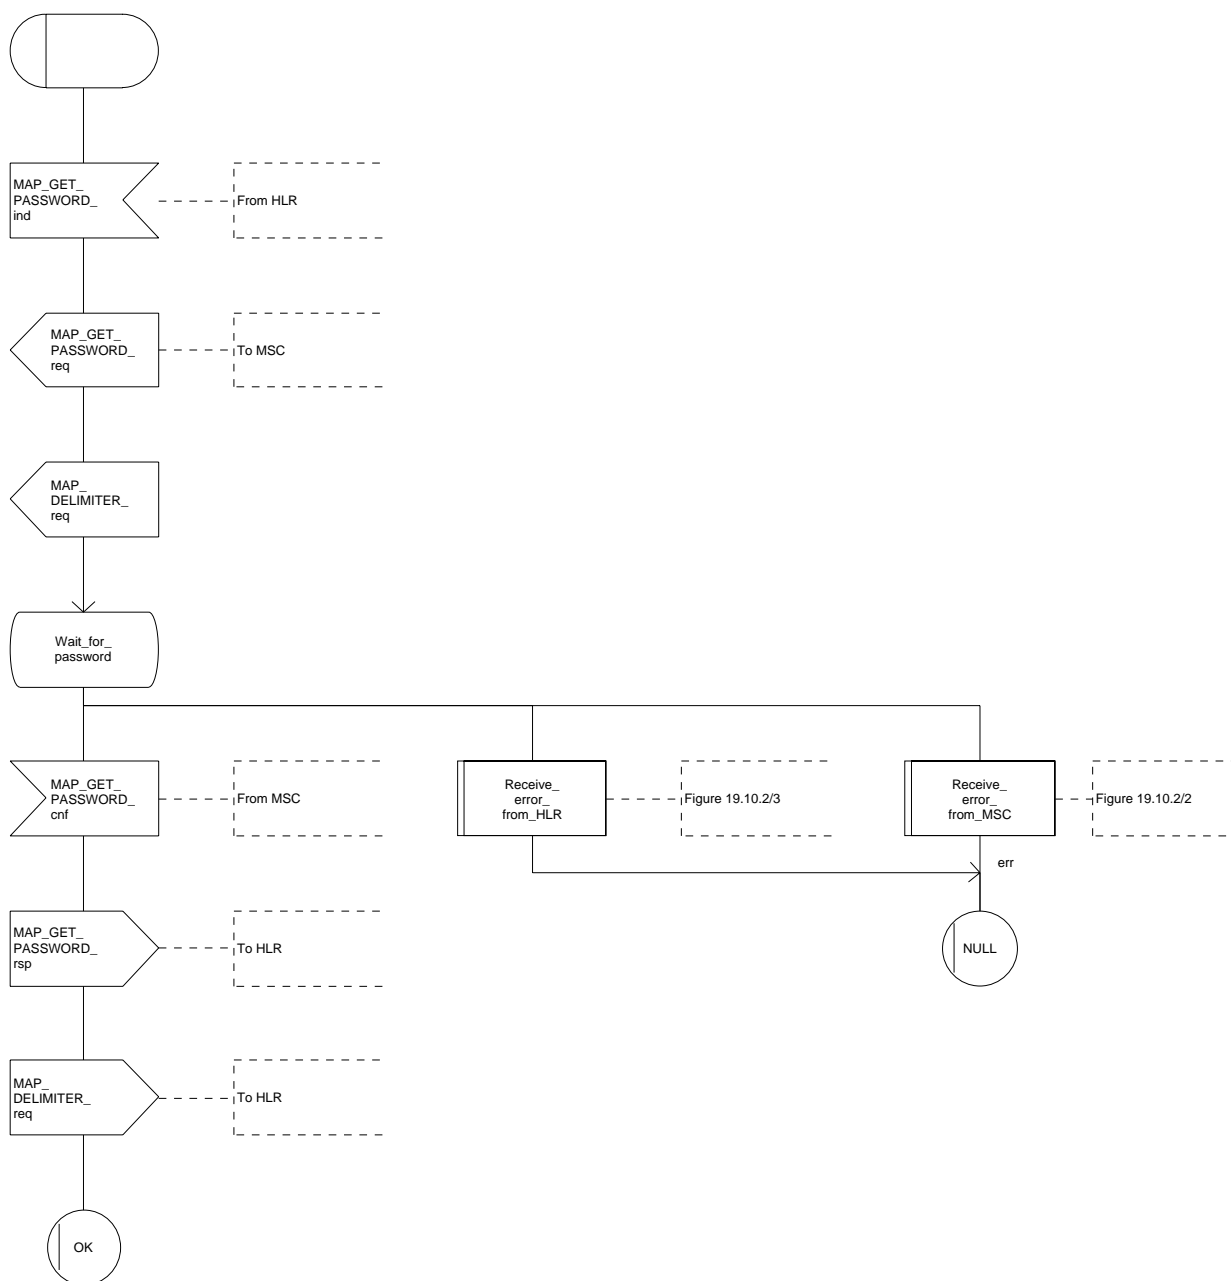 MAP_GET_
PASSWORD_
ind
From HLR
MAP_GET_
PASSWORD_
req
To MSC
MAP_
DELIMITER_
req
Wait_for_
password
MAP_GET_
PASSWORD_
cnf
From MSC
Receive_
error_
from_HLR
Figure 19.10.2/3
Receive_
error_
from_MSC
Figure 19.10.2/2
err
MAP_GET_
PASSWORD_
rsp
To HLR
NULL
MAP_
DELIMITER_
req
To HLR
OK